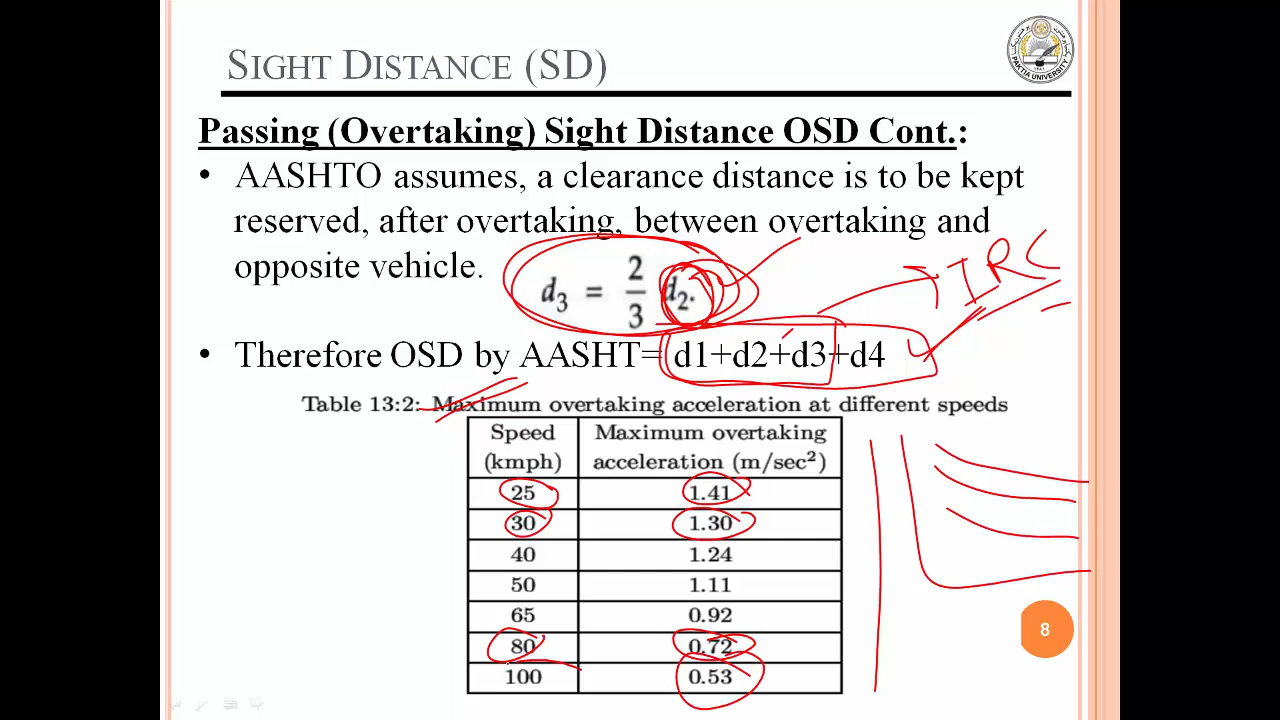 SIGHT DISTANCE (SD)
PAKTIA UNIVERSITY
Passing (Overtaking) Sight Distance OSD Cont.:
• AASHTO assumes, a clearance distance is to be kept
reserved, after overtaking, between overtaking and
opposite vehicle.
d3 = 2/3 d2.
IRC
• Therefore OSD by AASHT= d1+d2+d3+d4
Table 13:2: Maximum overtaking acceleration at different speeds
Speed Maximum overtaking
(kmph) acceleration (m/sec²)
25 1.41
30 1.30
40 1.24
50 1.11
65 0.92
80 0.72
100 0.53
8